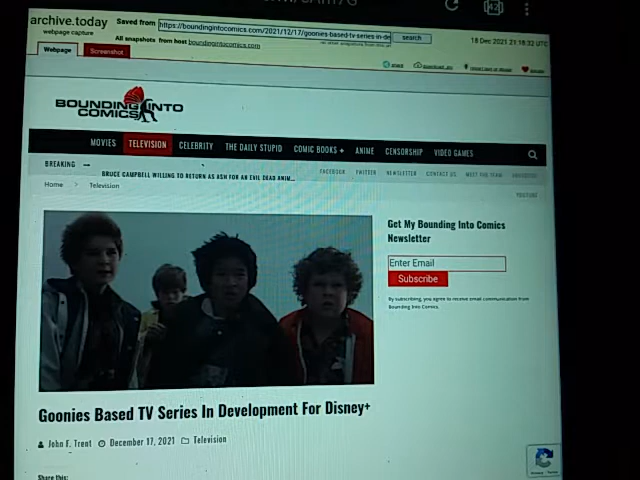 archive.today
webpage capture
Saved from
https://boundingintocomics.com/2021/12/17/goonies-based-tv-series-in-de
search
18 Dec 2021 21:18:32 UTC
All snapshots from host boundingintocomics.com
Webpage
Screenshot
share
download .zip
BOUNDING INTO
COMICS
MOVIES
TELEVISION
CELEBRITY
THE DAILY STUPID
COMIC BOOKS
ANIME
CENSORSHIP
VIDEO GAMES
BREAKING
BRUCE CAMPBELL WILLING TO RETURN AS ASH FOR AN EVIL DEAD ANIM...
FACEBOOK
TWITTER
NEWSLETTER
CONTACT US
MEET THE TEAM
YOUTUBE
Home > Television
Get My Bounding Into Comics
Newsletter
Enter Email
Subscribe
By subscribing, you agree to receive email communication from
Bounding Into Comics.
Goonies Based TV Series In Development For Disney+
John F. Trent
December 17, 2021
Television
Share this: